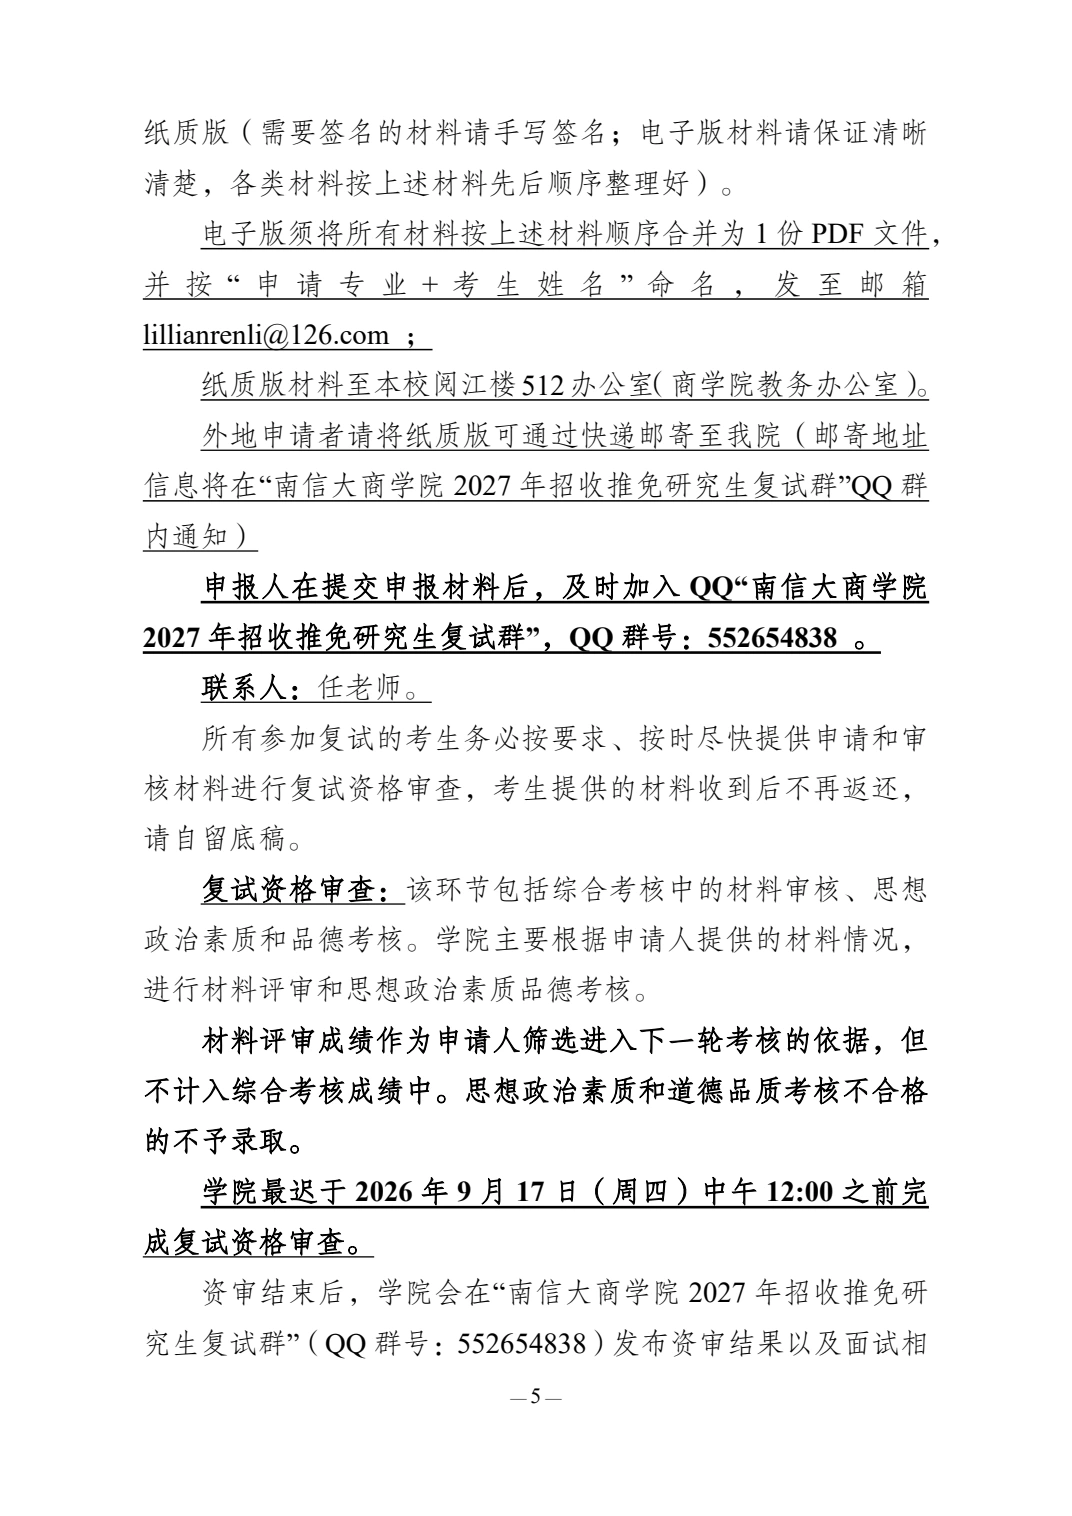 纸质版（需要签名的材料请手写签名；电子版材料请保证清晰
清楚，各类材料按上述材料先后顺序整理好）。
电子版须将所有材料按上述材料顺序合并为 1 份 PDF 文件，
并按“申请专业+考生姓名”命名，发至邮箱
lillianrenli@126.com ；
纸质版材料至本校阅江楼 512 办公室（商学院教务办公室）。
外地申请者请将纸质版可通过快递邮寄至我院（邮寄地址
信息将在“南信大商学院 2027 年招收推免研究生复试群”QQ 群
内通知）
申报人在提交申报材料后，及时加入 QQ“南信大商学院
2027 年招收推免研究生复试群”，QQ 群号：552654838 。
联系人：任老师。
所有参加复试的考生务必按要求、按时尽快提供申请和审
核材料进行复试资格审查，考生提供的材料收到后不再返还，
请自留底稿。
复试资格审查：该环节包括综合考核中的材料审核、思想
政治素质和品德考核。学院主要根据申请人提供的材料情况，
进行材料评审和思想政治素质品德考核。
材料评审成绩作为申请人筛选进入下一轮考核的依据，但
不计入综合考核成绩中。思想政治素质和道德品质考核不合格
的不予录取。
学院最迟于 2026 年 9 月 17 日（周四）中午 12:00 之前完
成复试资格审查。
资审结束后，学院会在“南信大商学院 2027 年招收推免研
究生复试群”（QQ 群号：552654838）发布资审结果以及面试相
— 5 —